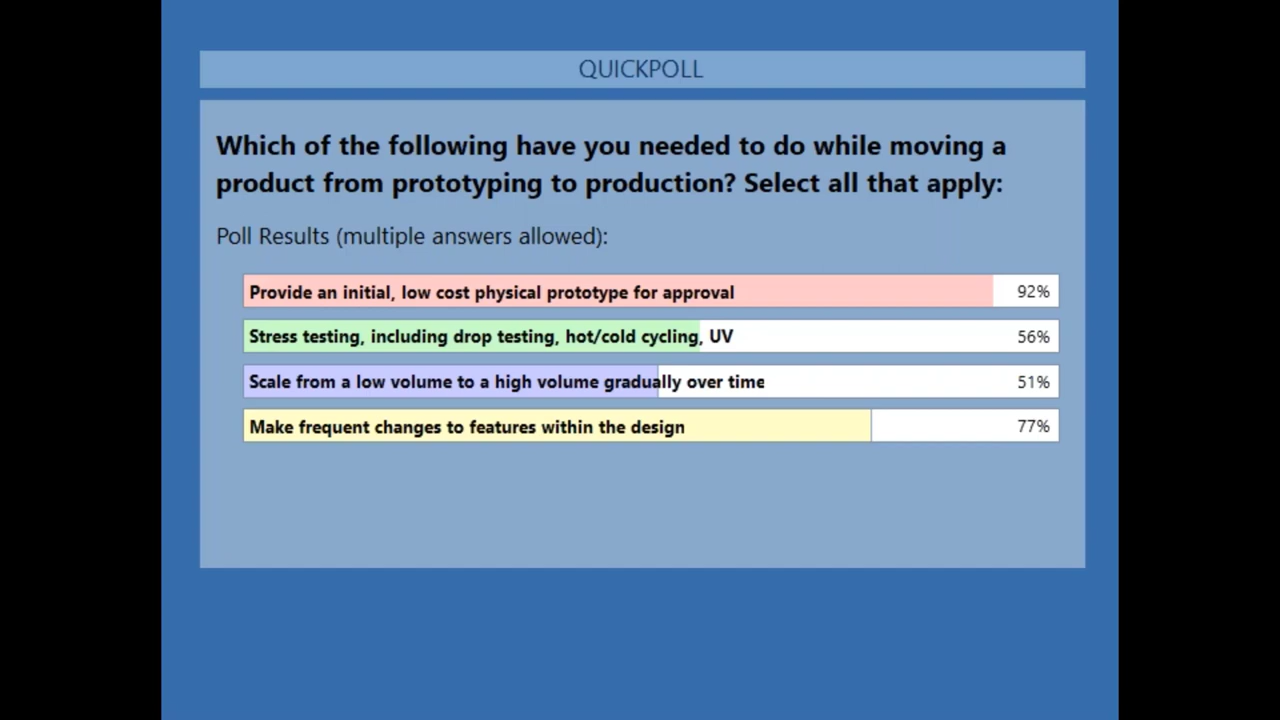 QUICKPOLL
Which of the following have you needed to do while moving a
product from prototyping to production? Select all that apply:
Poll Results (multiple answers allowed):
Provide an initial, low cost physical prototype for approval 92%
Stress testing, including drop testing, hot/cold cycling, UV 56%
Scale from a low volume to a high volume gradually over time 51%
Make frequent changes to features within the design 77%